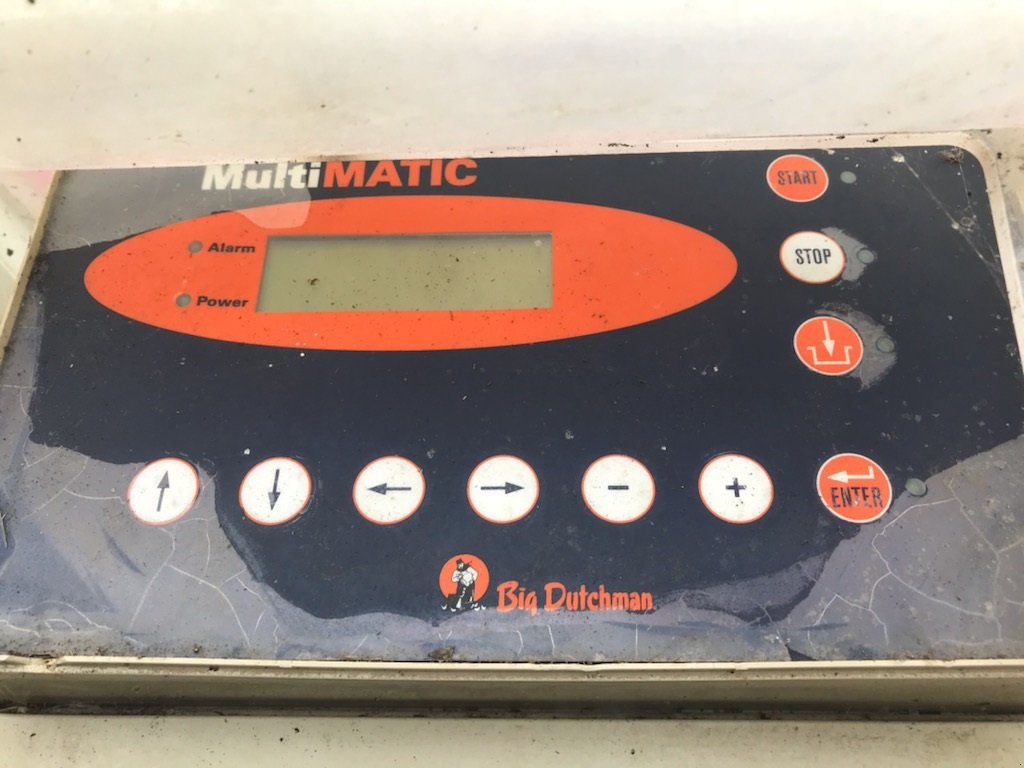 MultiMATIC
START
Alarm
STOP
Power
- +
ENTER
Big Dutchman